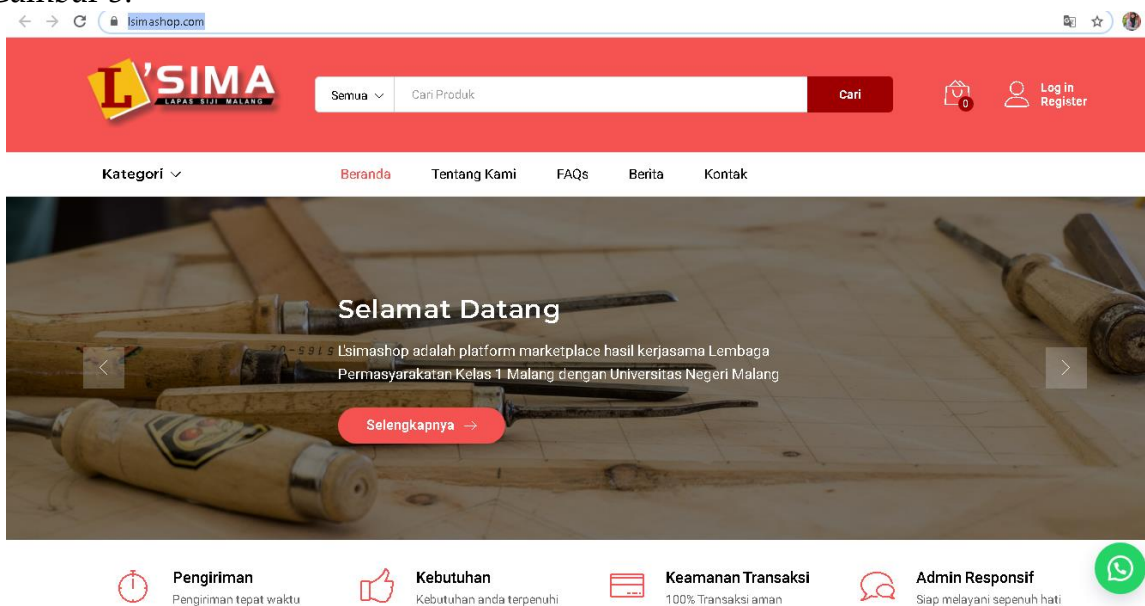 lsimashop.com
L'SIMA
LAPAS SIJI MALANG
Semua
Cari Produk
Cari
0
Log in
Register
Kategori
Beranda
Tentang Kami
FAQs
Berita
Kontak
Selamat Datang
L'simashop adalah platform marketplace hasil kerjasama Lembaga
Permasyarakatan Kelas 1 Malang dengan Universitas Negeri Malang
Selengkapnya →
Pengiriman
Pengiriman tepat waktu
Kebutuhan
Kebutuhan anda terpenuhi
Keamanan Transaksi
100% Transaksi aman
Admin Responsif
Siap melayani sepenuh hati